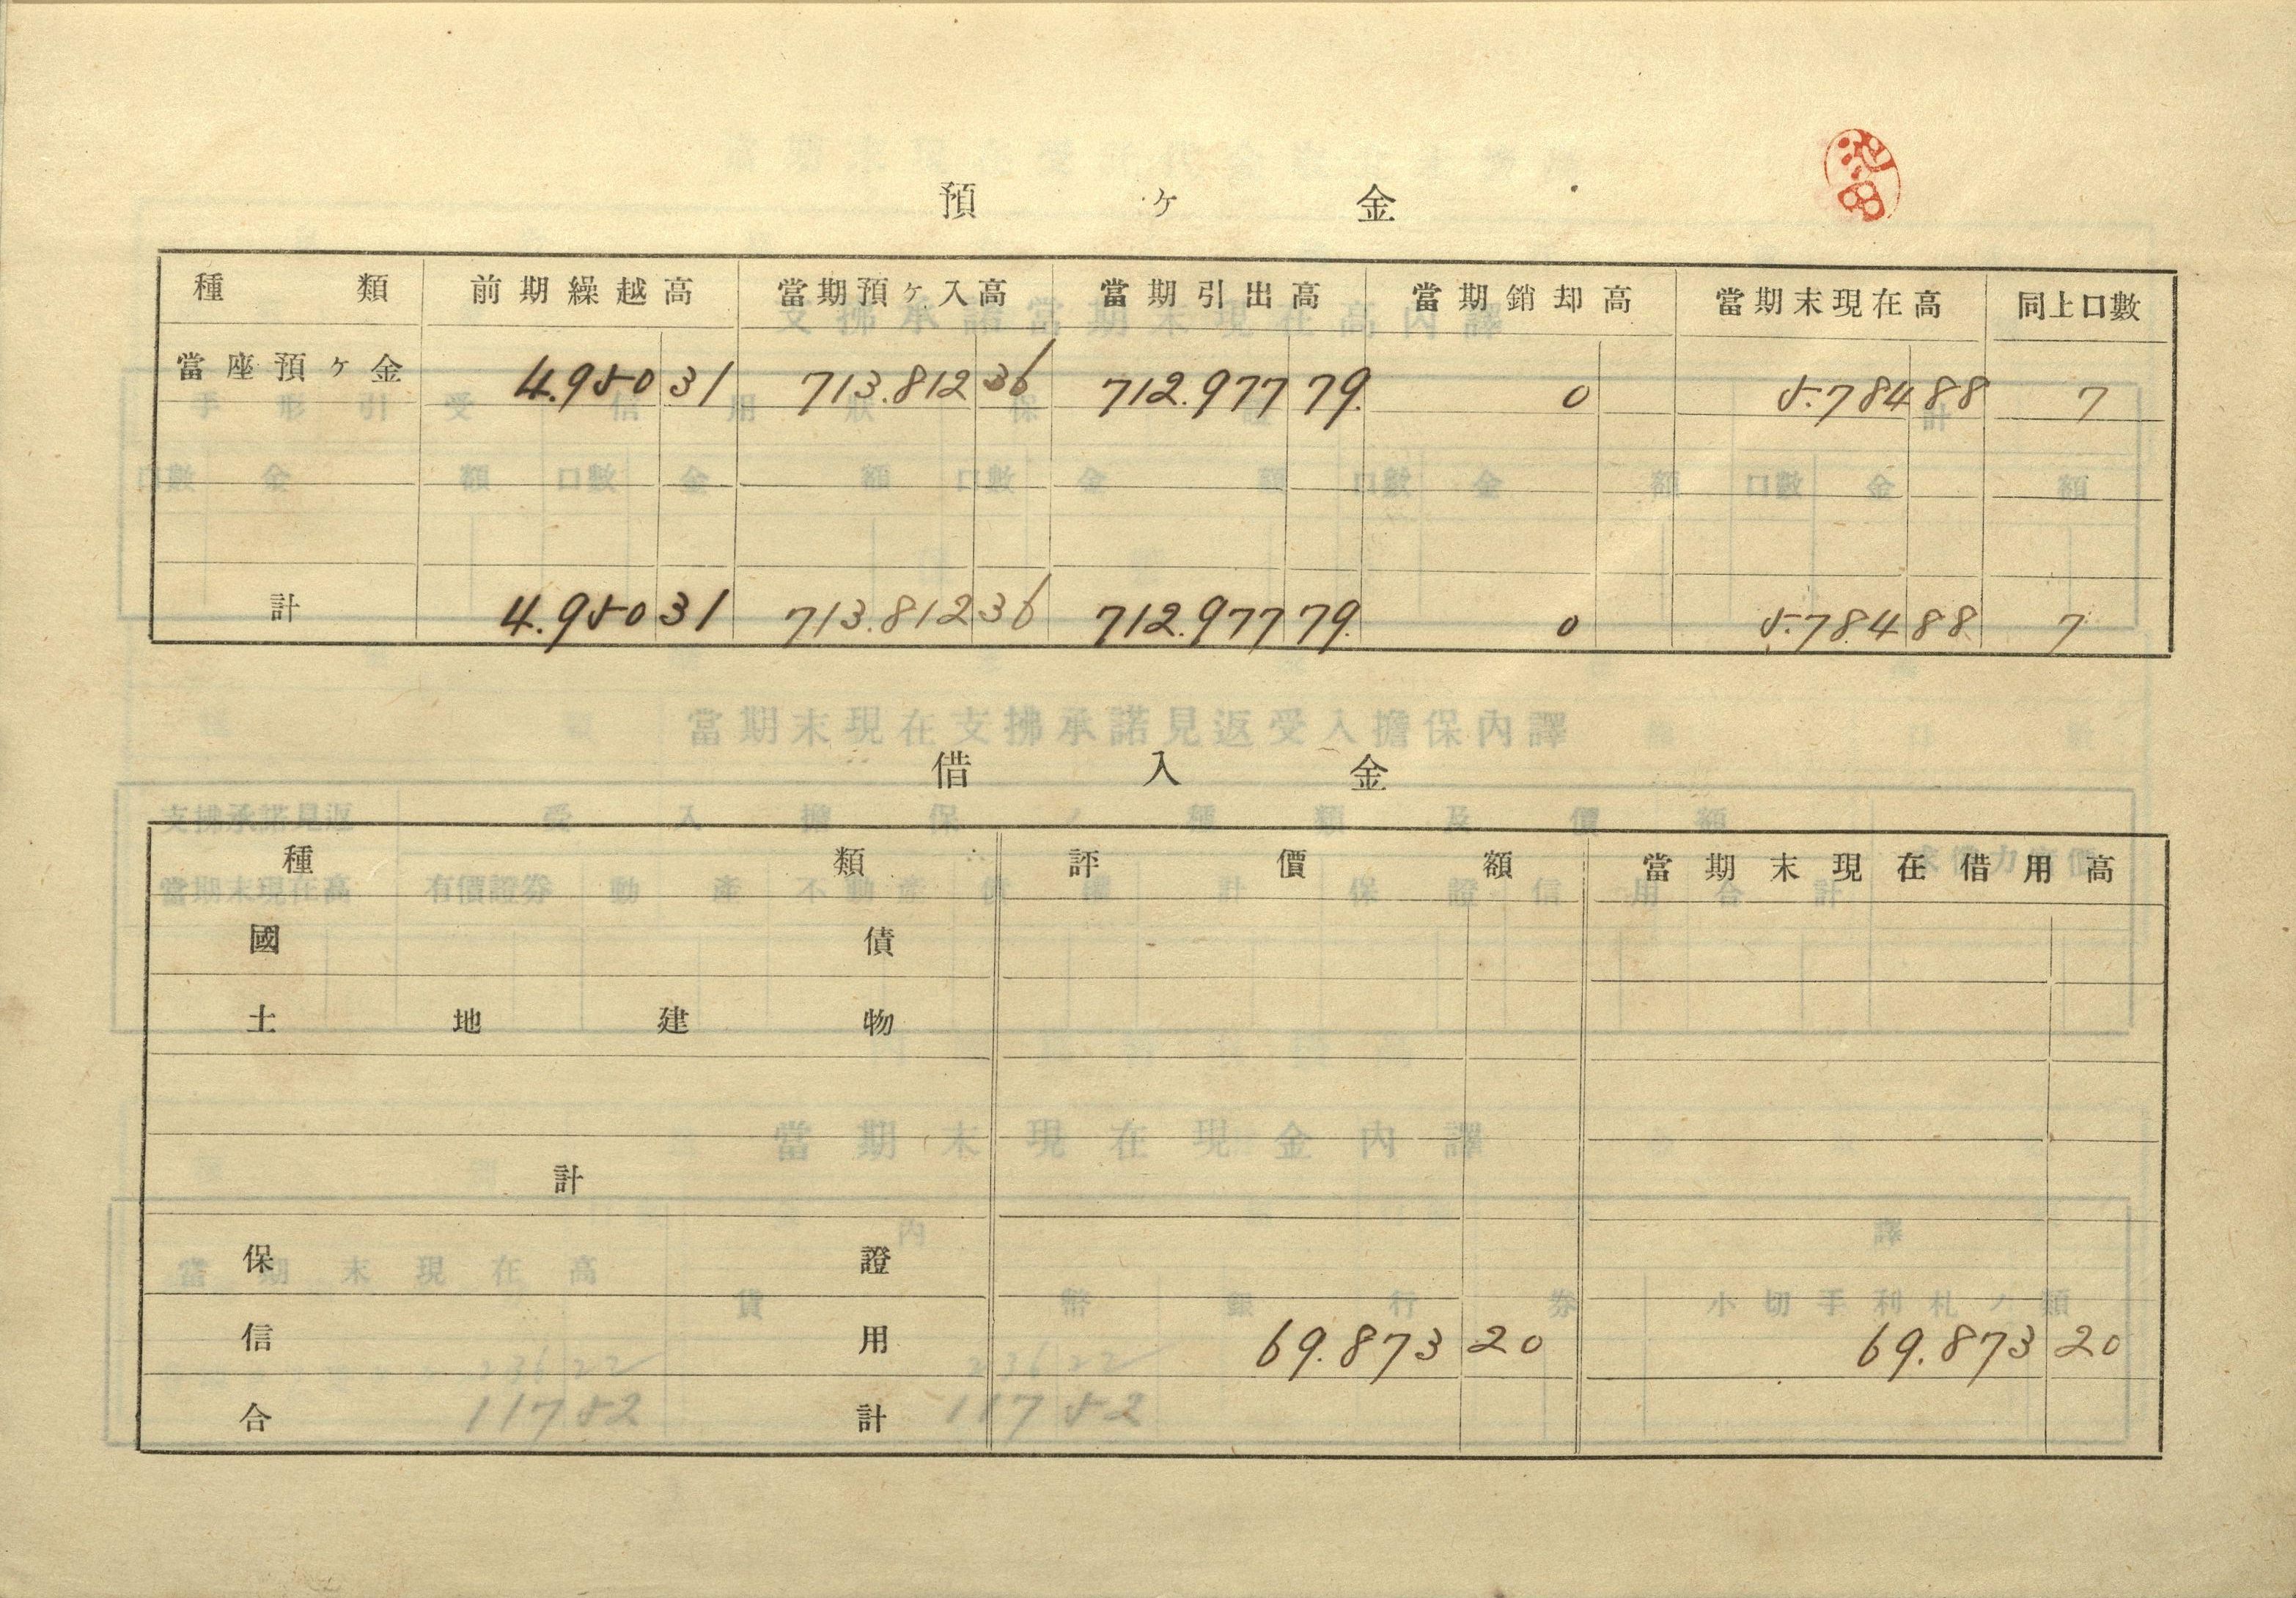 池田
預ヶ金
種類 前期繰越高 當期預ヶ入高 當期引出高 當期銷却高 當期末現在高 同上口數
當座預ヶ金 4.950 31 713.812 36 712.977 79 0 5.784 88 7
計 4.950 31 713.812 36 712.977 79 0 5.784 88 7
借入金
種類 評價額 當期末現在借用高
國債
土地建物
計
保證
信用 69.873 20 69.873 20
合計